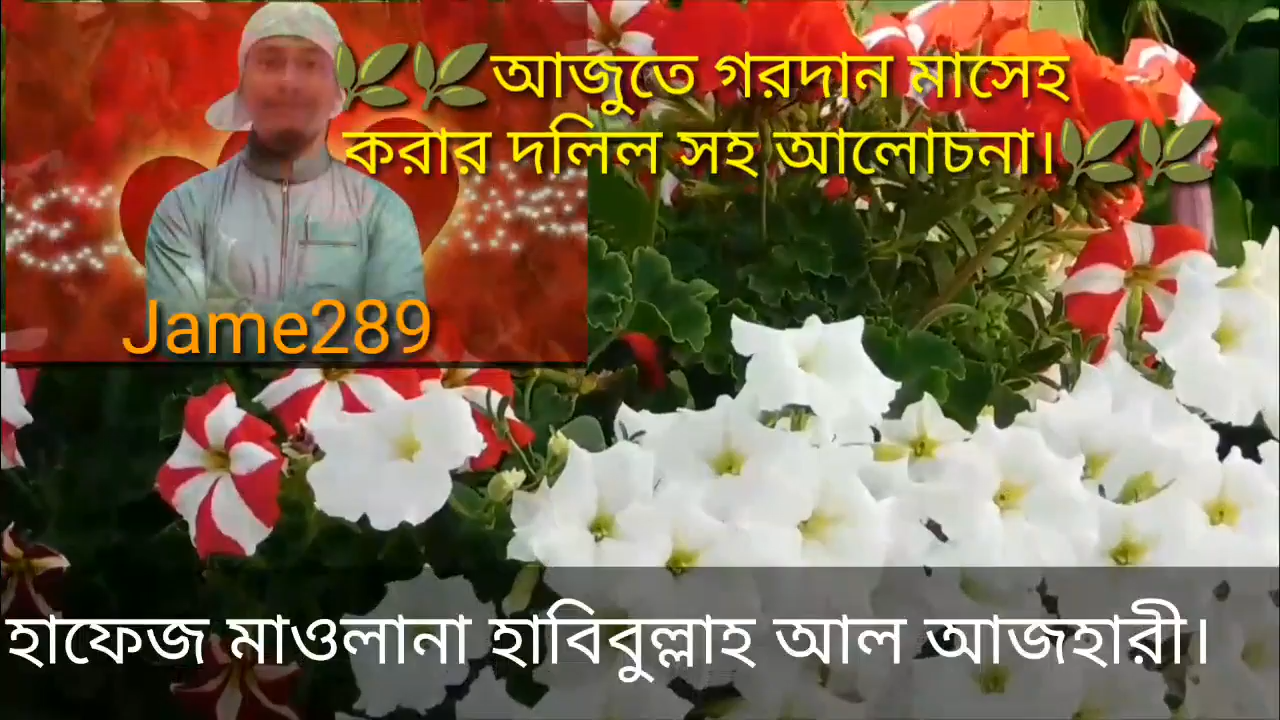 আজুতে গরদান মাসেহ
করার দলিল সহ আলোচনা।
Jame289
হাফেজ মাওলানা হাবিবুল্লাহ আল আজহারী।